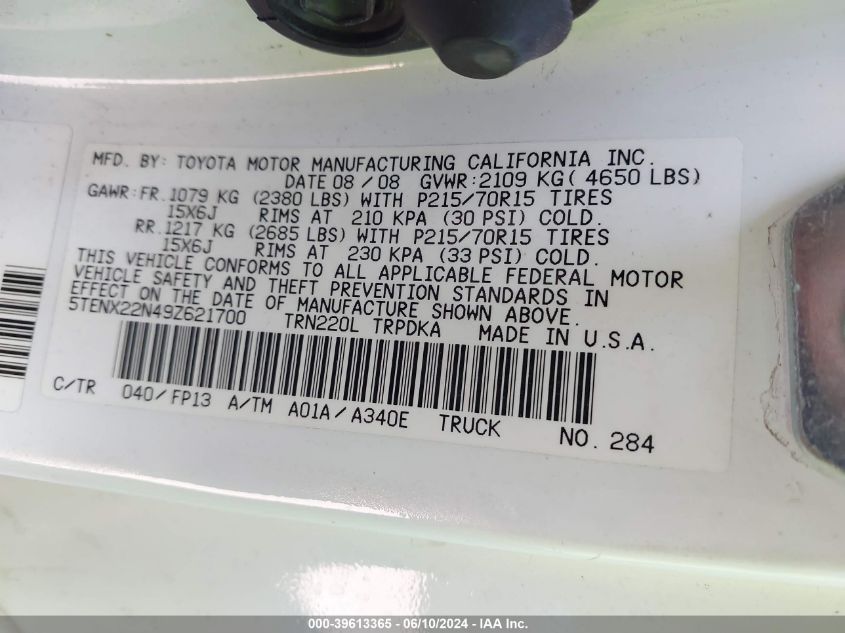 MFD. BY: TOYOTA MOTOR MANUFACTURING CALIFORNIA INC.
DATE 08 / 08 GVWR: 2109 KG( 4650 LBS)
GAWR: FR. 1079 KG (2380 LBS) WITH P215/70R15 TIRES
15X6J RIMS AT 210 KPA (30 PSI) COLD.
RR. 1217 KG (2685 LBS) WITH P215/70R15 TIRES
15X6J RIMS AT 230 KPA (33 PSI) COLD.
THIS VEHICLE CONFORMS TO ALL APPLICABLE FEDERAL MOTOR
VEHICLE SAFETY AND THEFT PREVENTION STANDARDS IN
EFFECT ON THE DATE OF MANUFACTURE SHOWN ABOVE.
5TENX22N49Z621700 TRN220L TRPDKA MADE IN U.S.A.
C/TR 040/FP13 A/TM A01A/A340E TRUCK NO. 284
000-39613365 - 06/10/2024 - IAA Inc.